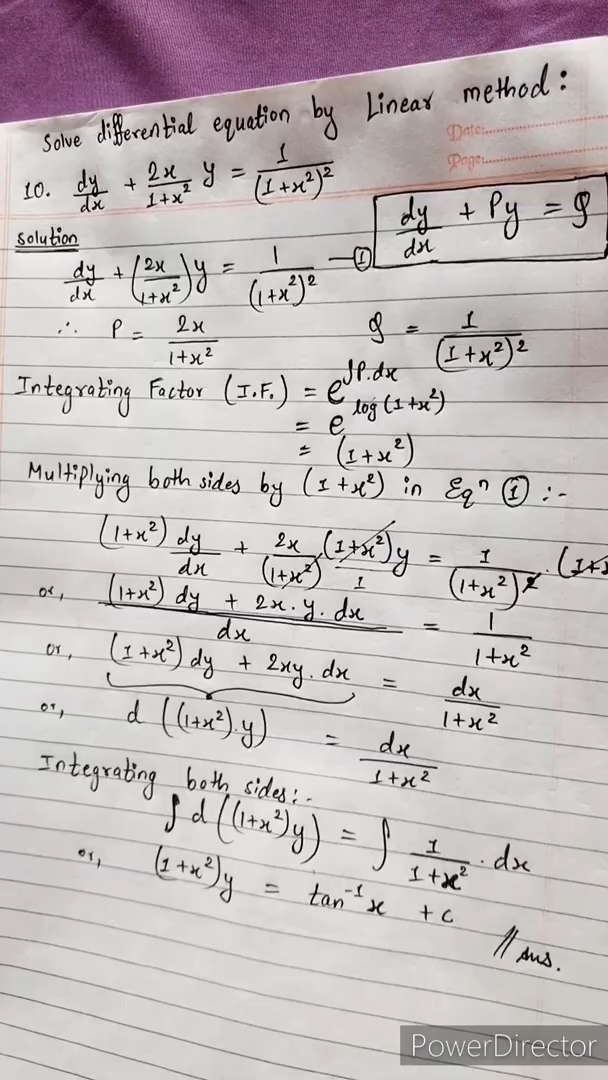 Solve differential equation by Linear method:
Date:
Page:
10. dy/dx + 2x/(1+x²) y = 1/(1+x²)²
dy/dx + Py = Q
Solution
dy/dx + (2x/(1+x²))y = 1/(1+x²)² —①
∴ P = 2x/(1+x²)    Q = 1/(1+x²)²
Integrating Factor (I.F.) = e^∫P.dx
= e^log(1+x²)
= (1+x²)
Multiplying both sides by (1+x²) in Eqⁿ ① :-
(1+x²) dy/dx + 2x/(1+x²) · (1+x²)/1 y = 1/(1+x²)² · (1+x
or, ((1+x²) dy + 2x.y.dx)/dx = 1/(1+x²)
or, (1+x²) dy + 2xy.dx = dx/(1+x²)
or, d((1+x²).y) = dx/(1+x²)
Integrating both sides:-
∫d((1+x²)y) = ∫ 1/(1+x²) . dx
or, (1+x²)y = tan⁻¹x + c
// Ans.
PowerDirector